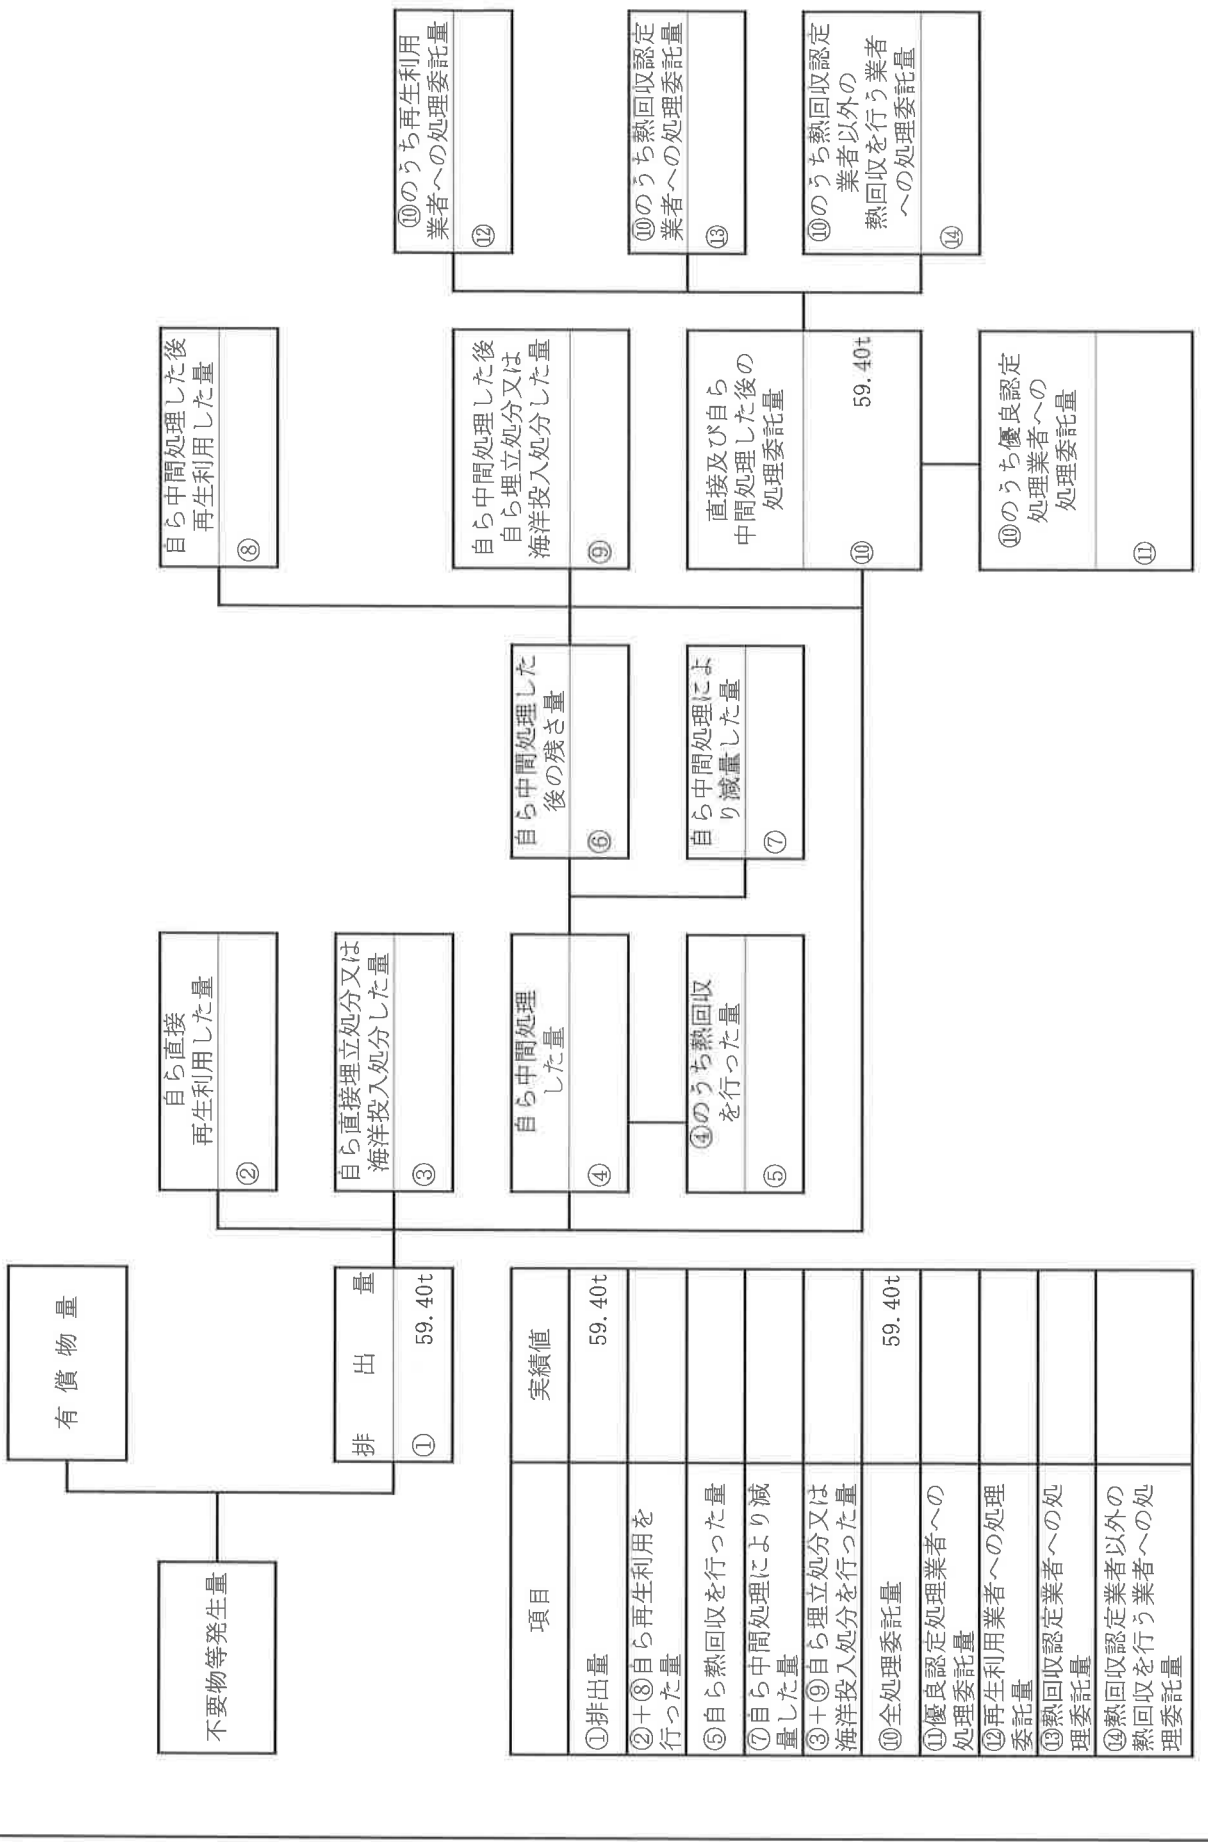 不要物等発生量
有償物量
排出量
① 59.40t
自ら直接
再生利用した量
②
自ら直接埋立処分又は
海洋投入処分した量
③
自ら中間処理
した量
④
④のうち熱回収
を行った量
⑤
自ら中間処理した
後の残さ量
⑥
自ら中間処理によ
り減量した量
⑦
自ら中間処理した後
再生利用した量
⑧
自ら中間処理した後
自ら埋立処分又は
海洋投入処分した量
⑨
直接及び自ら
中間処理した後の
処理委託量
⑩ 59.40t
⑩のうち優良認定
処理業者への
処理委託量
⑪
⑩のうち再生利用
業者への処理委託量
⑫
⑩のうち熱回収認定
業者への処理委託量
⑬
⑩のうち熱回収認定
業者以外の
熱回収を行う業者
への処理委託量
⑭
項目 実績値
①排出量 59.40t
②+⑧自ら再生利用を
行った量
⑤自ら熱回収を行った量
⑦自ら中間処理により減
量した量
③+⑨自ら埋立処分又は
海洋投入処分を行った量
⑩全処理委託量 59.40t
⑪優良認定処理業者への
処理委託量
⑫再生利用業者への処理
委託量
⑬熱回収認定業者への処
理委託量
⑭熱回収認定業者以外の
熱回収を行う業者への処
理委託量